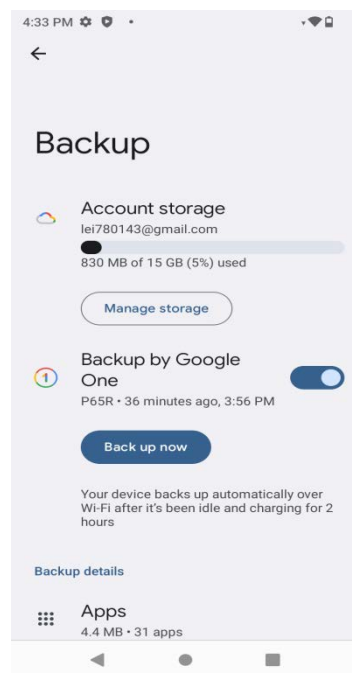 4:33 PM
Backup
Account storage
lei780143@gmail.com
830 MB of 15 GB (5%) used
Manage storage
Backup by Google
One
P65R • 36 minutes ago, 3:56 PM
Back up now
Your device backs up automatically over
Wi-Fi after it's been idle and charging for 2
hours
Backup details
Apps
4.4 MB • 31 apps